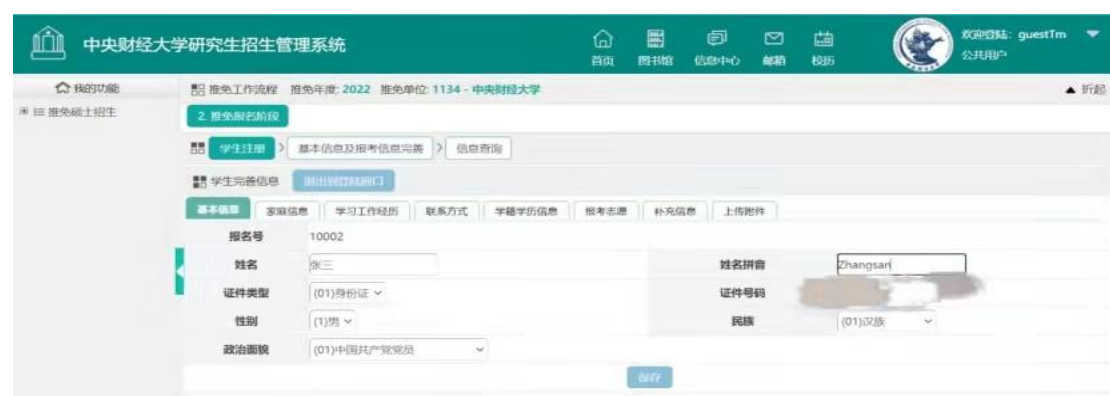 中央财经大学研究生招生管理系统
首页 图书馆 信息中心 邮箱 校历
欢迎登陆: guestTm
公共用户
我的功能
推免硕士招生
推免工作流程 推免年度: 2022 推免单位: 1134 - 中央财经大学
折起
2. 推免报名阶段
学生注册 > 基本信息及报考信息完善 > 信息查询
学生完善信息 退出到登陆窗口
基本信息 家庭信息 学习工作经历 联系方式 学籍学历信息 报考志愿 补充信息 上传附件
报名号 10002
姓名 张三 姓名拼音 Zhangsan
证件类型 (01)身份证 证件号码
性别 (1)男 民族 (01)汉族
政治面貌 (01)中国共产党党员
保存